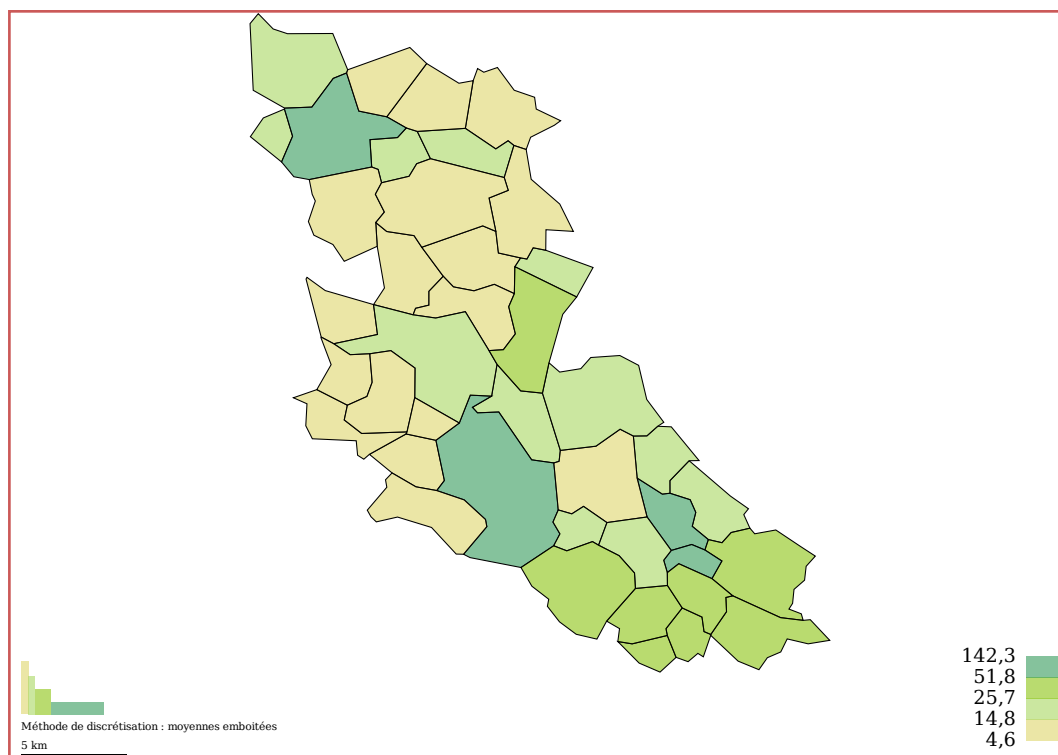 142,3
51,8
25,7
14,8
4,6
Méthode de discrétisation : moyennes emboitées
5 km